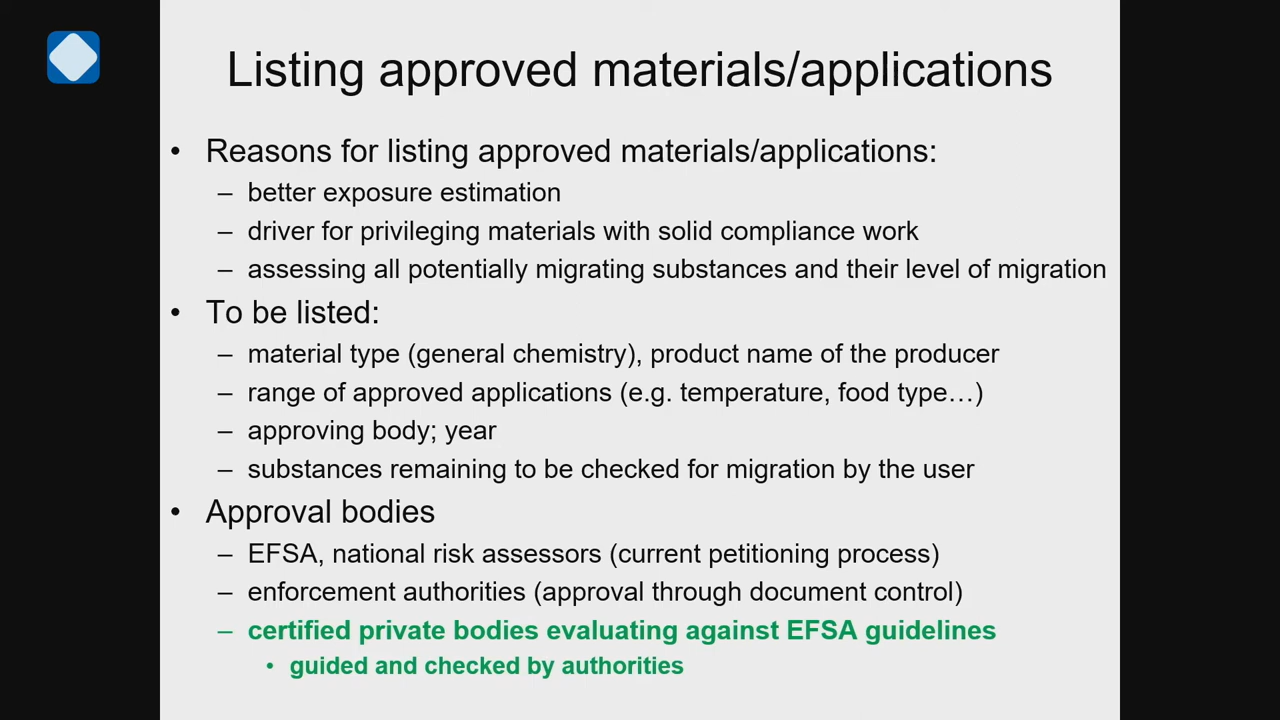 Listing approved materials/applications
• Reasons for listing approved materials/applications:
– better exposure estimation
– driver for privileging materials with solid compliance work
– assessing all potentially migrating substances and their level of migration
• To be listed:
– material type (general chemistry), product name of the producer
– range of approved applications (e.g. temperature, food type…)
– approving body; year
– substances remaining to be checked for migration by the user
• Approval bodies
– EFSA, national risk assessors (current petitioning process)
– enforcement authorities (approval through document control)
– certified private bodies evaluating against EFSA guidelines
• guided and checked by authorities